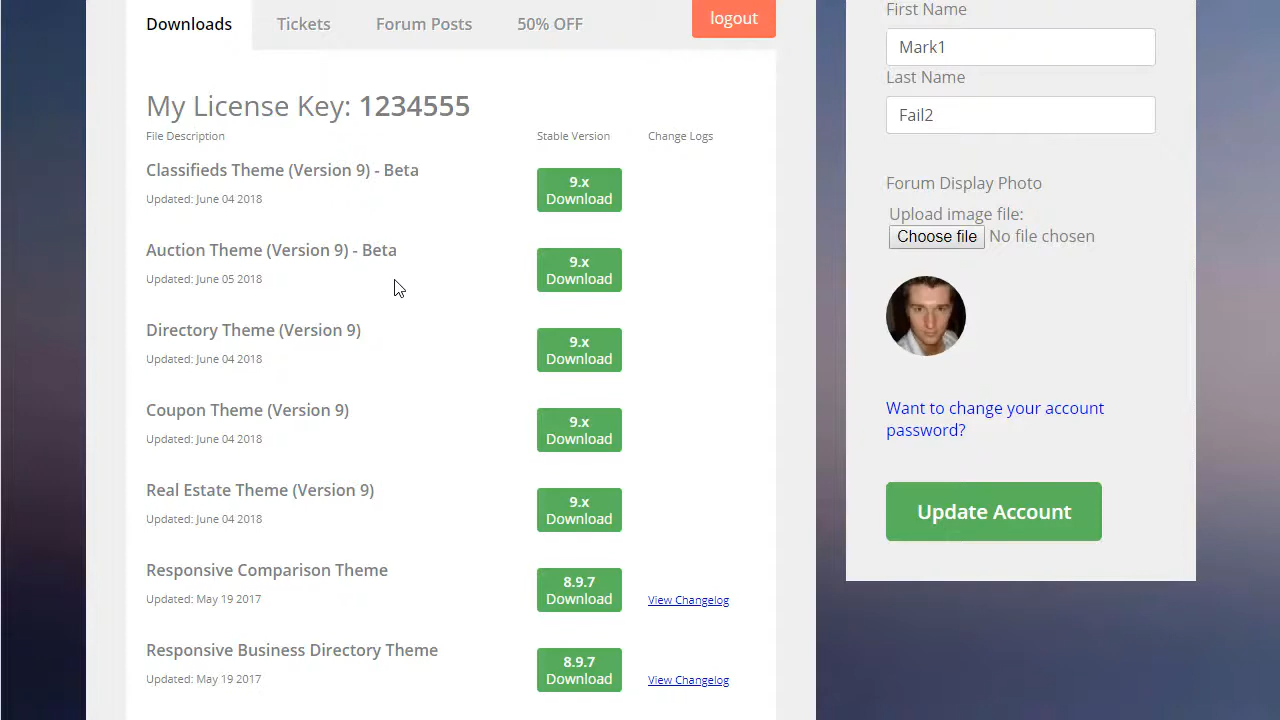 Downloads
Tickets
Forum Posts
50% OFF
logout
My License Key: 1234555
File Description
Stable Version
Change Logs
Classifieds Theme (Version 9) - Beta
Updated: June 04 2018
9.x
Download
Auction Theme (Version 9) - Beta
Updated: June 05 2018
9.x
Download
Directory Theme (Version 9)
Updated: June 04 2018
9.x
Download
Coupon Theme (Version 9)
Updated: June 04 2018
9.x
Download
Real Estate Theme (Version 9)
Updated: June 04 2018
9.x
Download
Responsive Comparison Theme
Updated: May 19 2017
8.9.7
Download
View Changelog
Responsive Business Directory Theme
Updated: May 19 2017
8.9.7
Download
View Changelog
First Name
Mark1
Last Name
Fail2
Forum Display Photo
Upload image file:
Choose file No file chosen
Want to change your account
password?
Update Account